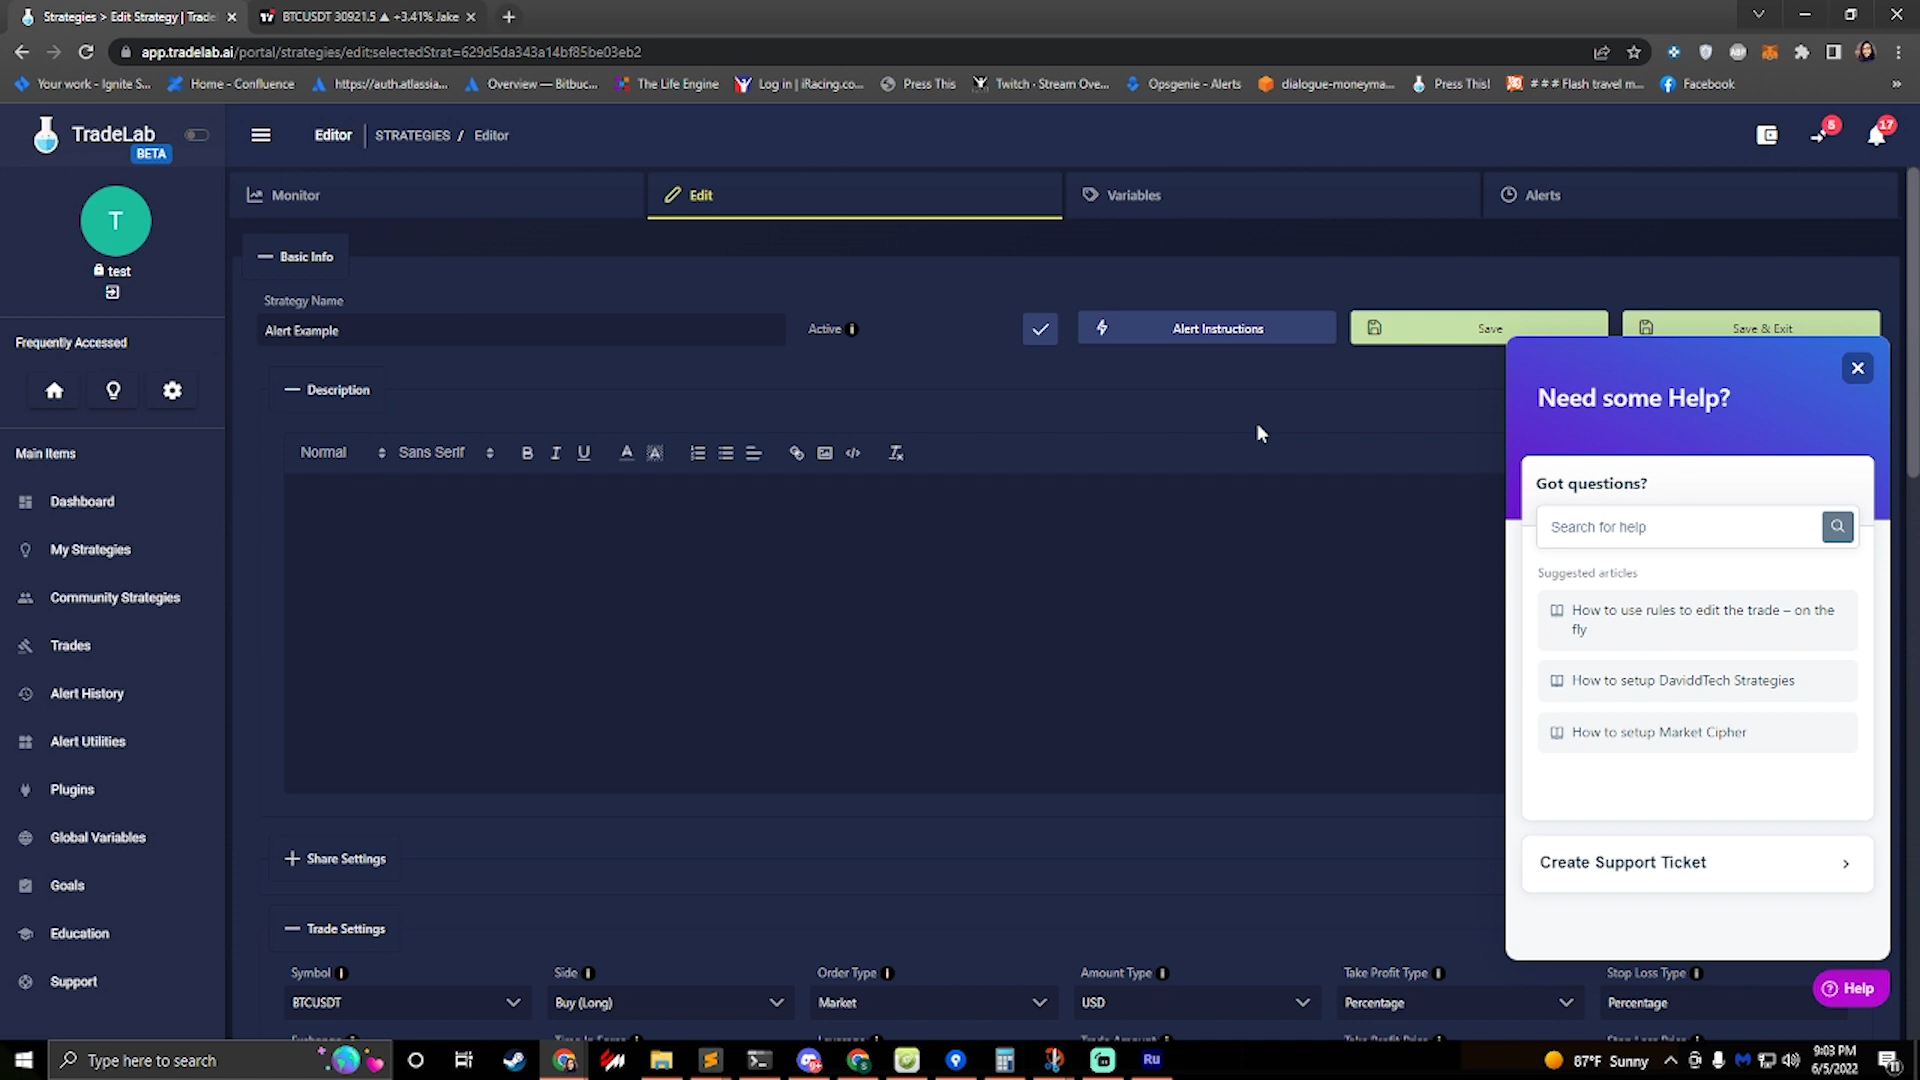 Strategies > Edit Strategy | Trade
BTCUSDT 30921.5 ▲ +3.41% Jake
app.tradelab.ai/portal/strategies/edit;selectedStrat=629d5da343a14bf85be03eb2
Your work - Ignite S...
Home - Confluence
https://auth.atlassia...
Overview — Bitbuc...
The Life Engine
Log in | iRacing.co...
Press This
Twitch · Stream Ove...
Opsgenie - Alerts
dialogue-moneyma...
Press This!
# # # Flash travel m...
Facebook
»
TradeLab
BETA
Editor
STRATEGIES / Editor
5
17
T
test
Frequently Accessed
Main Items
Dashboard
My Strategies
Community Strategies
Trades
Alert History
Alert Utilities
Plugins
Global Variables
Goals
Education
Support
Monitor
Edit
Variables
Alerts
Basic Info
Strategy Name
Alert Example
Active
Alert Instructions
Save
Save & Exit
Description
Normal
Sans Serif
B I U
Share Settings
Trade Settings
Symbol
Side
Order Type
Amount Type
Take Profit Type
Stop Loss Type
BTCUSDT
Buy (Long)
Market
USD
Percentage
Percentage
Need some Help?
Got questions?
Search for help
Suggested articles
How to use rules to edit the trade – on the
fly
How to setup DaviddTech Strategies
How to setup Market Cipher
Create Support Ticket
Help
Type here to search
Ru
87°F Sunny
9:03 PM
6/5/2022